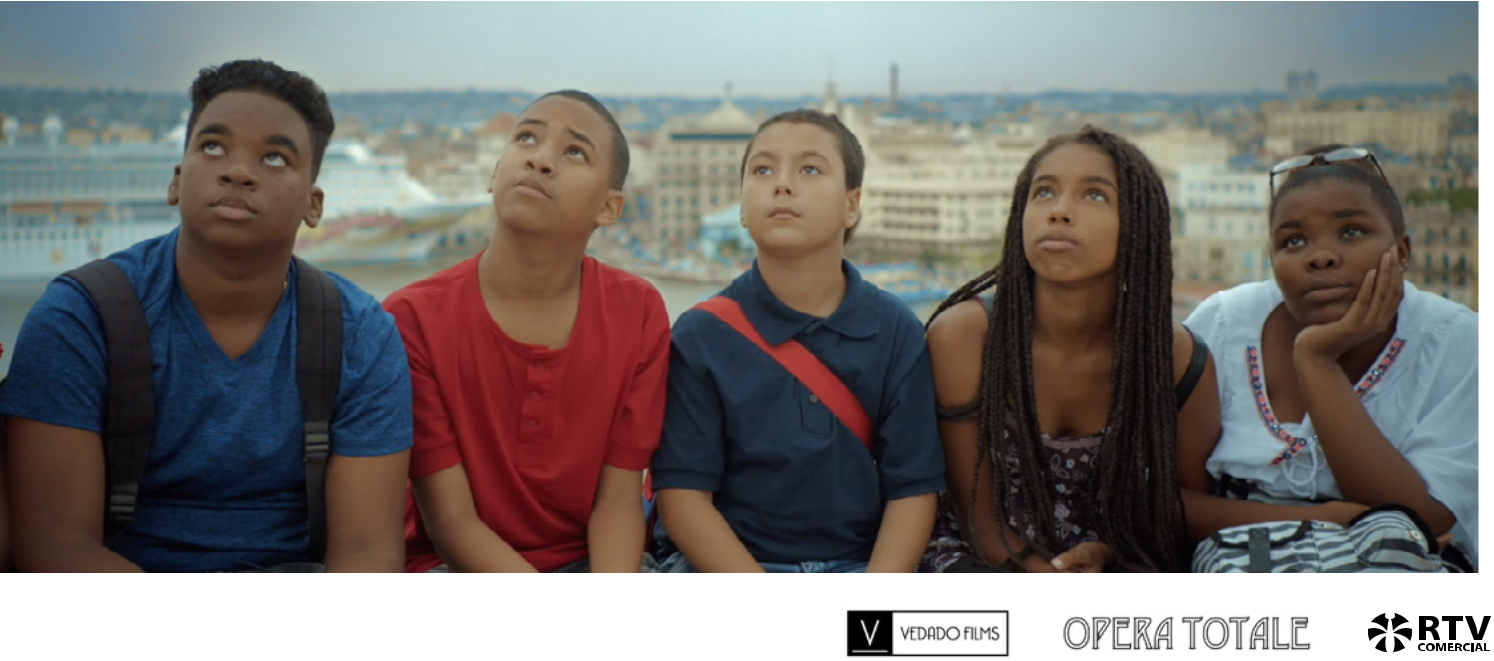 V VEDADO FILMS
OPERA TOTALE
RTV
COMERCIAL